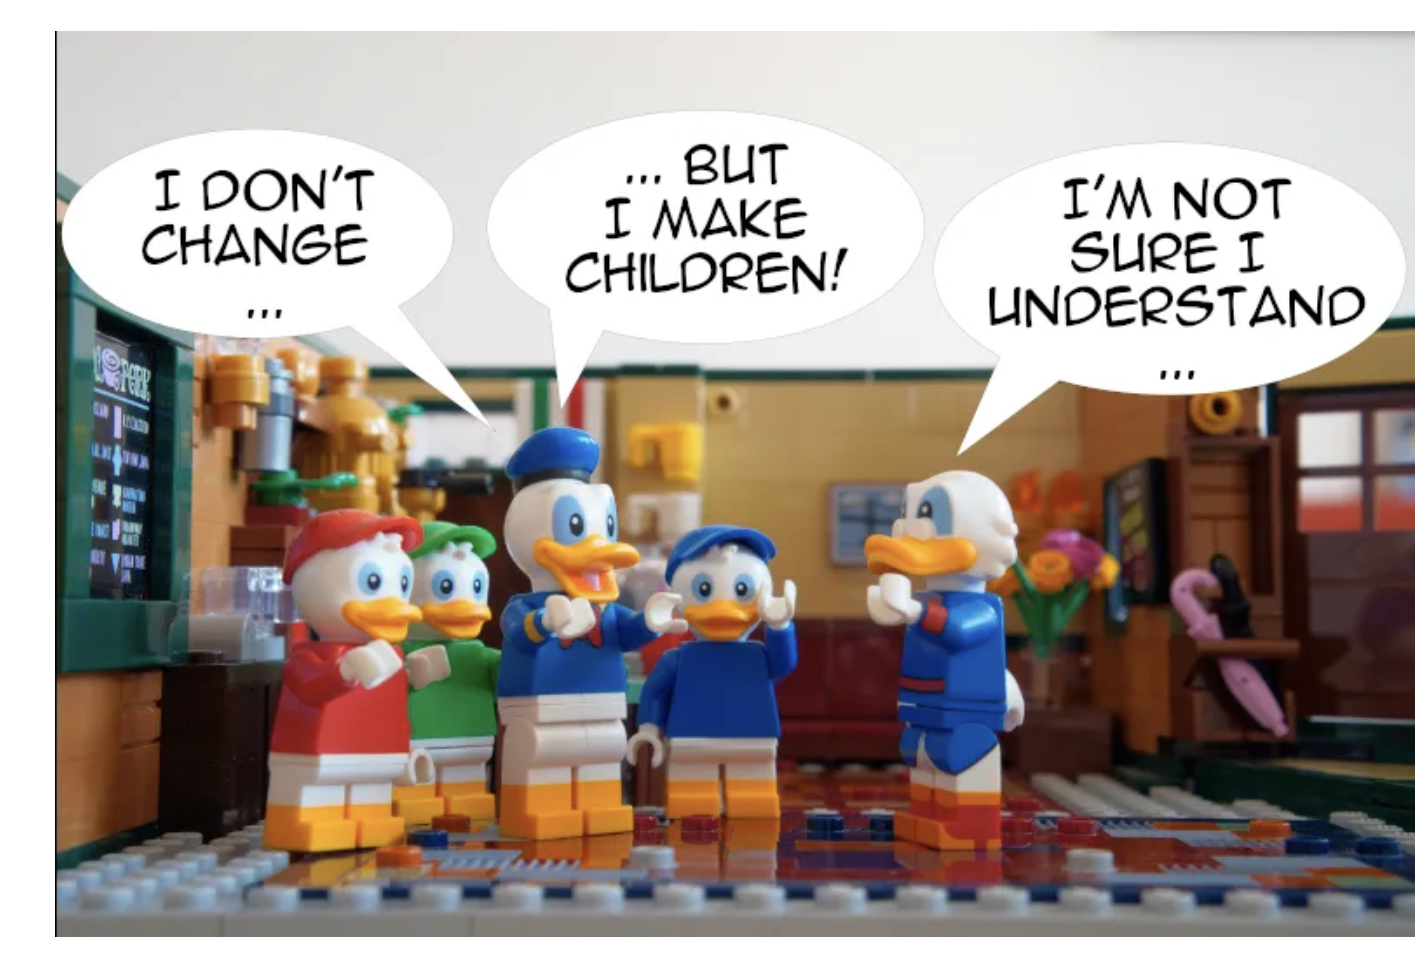 I DON'T
CHANGE
...
... BUT
I MAKE
CHILDREN!
I'M NOT
SURE I
UNDERSTAND
...